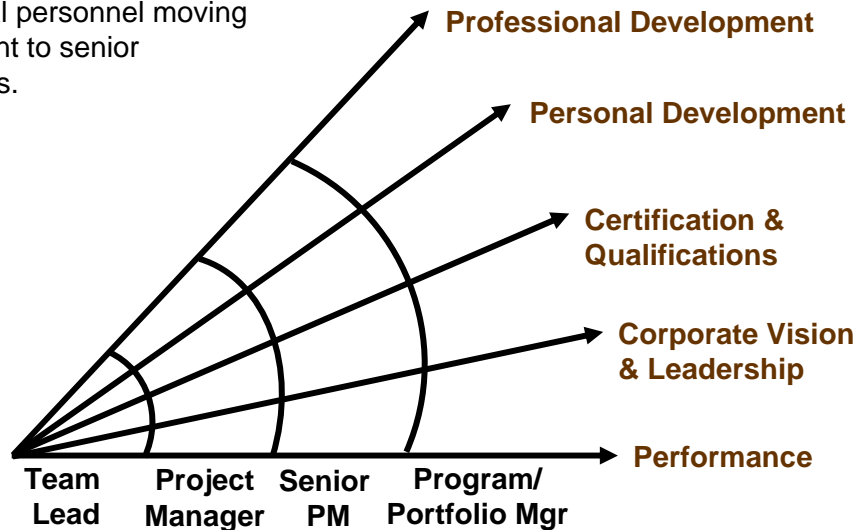 l personnel moving
nt to senior
s.
Professional Development
Personal Development
Certification &
Qualifications
Corporate Vision
& Leadership
Performance
Team
Lead
Project
Manager
Senior
PM
Program/
Portfolio Mgr